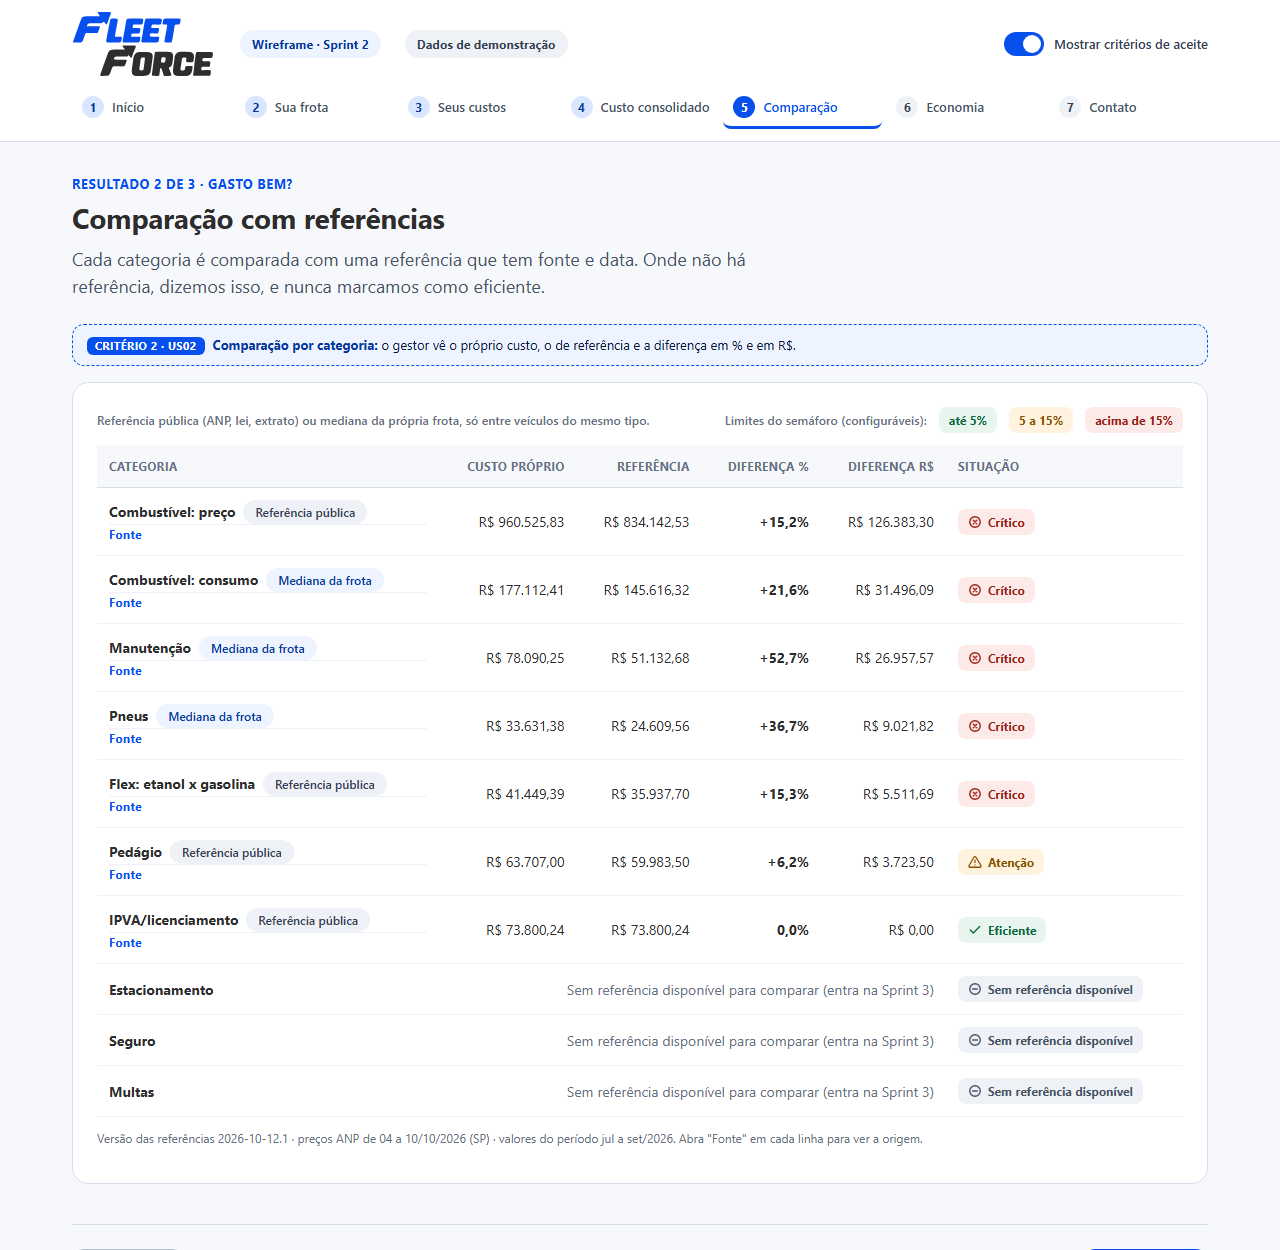 FLEET
FORCE
Wireframe · Sprint 2
Dados de demonstração
Mostrar critérios de aceite
1 Início
2 Sua frota
3 Seus custos
4 Custo consolidado
5 Comparação
6 Economia
7 Contato
RESULTADO 2 DE 3 · GASTO BEM?
Comparação com referências
Cada categoria é comparada com uma referência que tem fonte e data. Onde não há
referência, dizemos isso, e nunca marcamos como eficiente.
CRITÉRIO 2 · US02 Comparação por categoria: o gestor vê o próprio custo, o de referência e a diferença em % e em R$.
Referência pública (ANP, lei, extrato) ou mediana da própria frota, só entre veículos do mesmo tipo.
Limites do semáforo (configuráveis): até 5% 5 a 15% acima de 15%
CATEGORIA CUSTO PRÓPRIO REFERÊNCIA DIFERENÇA % DIFERENÇA R$ SITUAÇÃO
Combustível: preço Referência pública
Fonte
R$ 960.525,83 R$ 834.142,53 +15,2% R$ 126.383,30 Crítico
Combustível: consumo Mediana da frota
Fonte
R$ 177.112,41 R$ 145.616,32 +21,6% R$ 31.496,09 Crítico
Manutenção Mediana da frota
Fonte
R$ 78.090,25 R$ 51.132,68 +52,7% R$ 26.957,57 Crítico
Pneus Mediana da frota
Fonte
R$ 33.631,38 R$ 24.609,56 +36,7% R$ 9.021,82 Crítico
Flex: etanol x gasolina Referência pública
Fonte
R$ 41.449,39 R$ 35.937,70 +15,3% R$ 5.511,69 Crítico
Pedágio Referência pública
Fonte
R$ 63.707,00 R$ 59.983,50 +6,2% R$ 3.723,50 Atenção
IPVA/licenciamento Referência pública
Fonte
R$ 73.800,24 R$ 73.800,24 0,0% R$ 0,00 Eficiente
Estacionamento Sem referência disponível para comparar (entra na Sprint 3) Sem referência disponível
Seguro Sem referência disponível para comparar (entra na Sprint 3) Sem referência disponível
Multas Sem referência disponível para comparar (entra na Sprint 3) Sem referência disponível
Versão das referências 2026-10-12.1 · preços ANP de 04 a 10/10/2026 (SP) · valores do período jul a set/2026. Abra "Fonte" em cada linha para ver a origem.